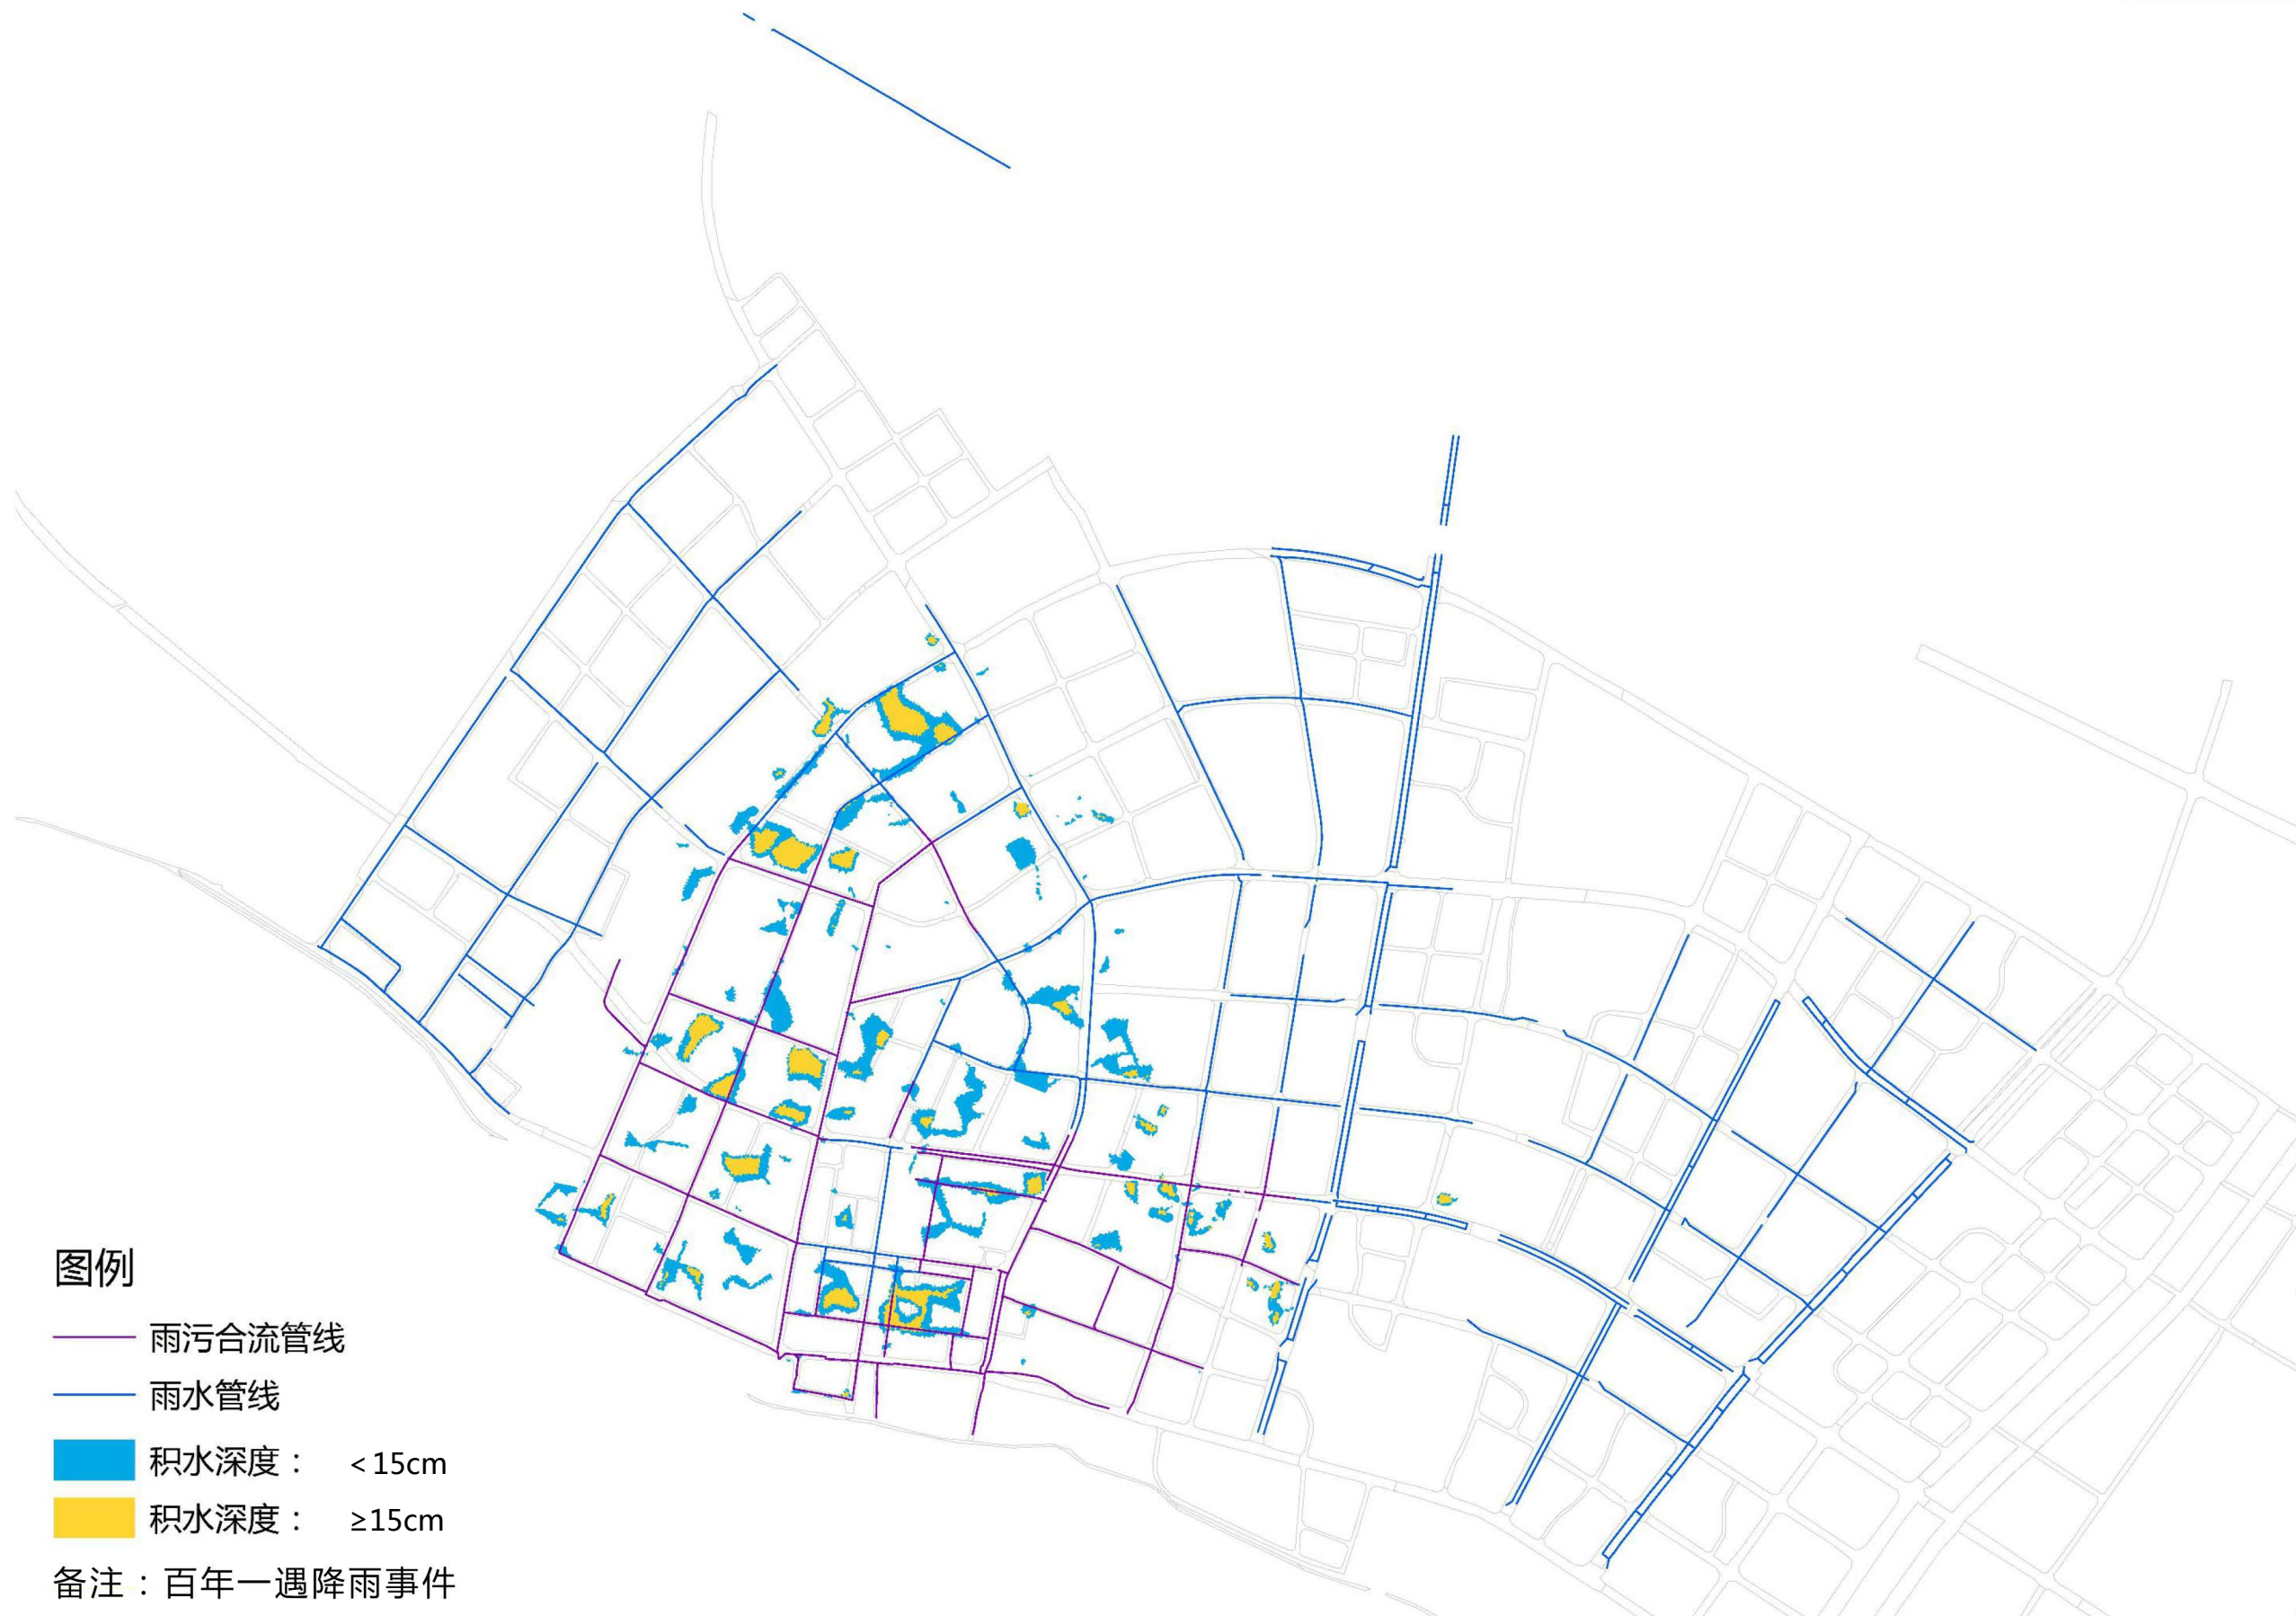 图例
雨污合流管线
雨水管线
积水深度： <15cm
积水深度： ≥15cm
备注：百年一遇降雨事件